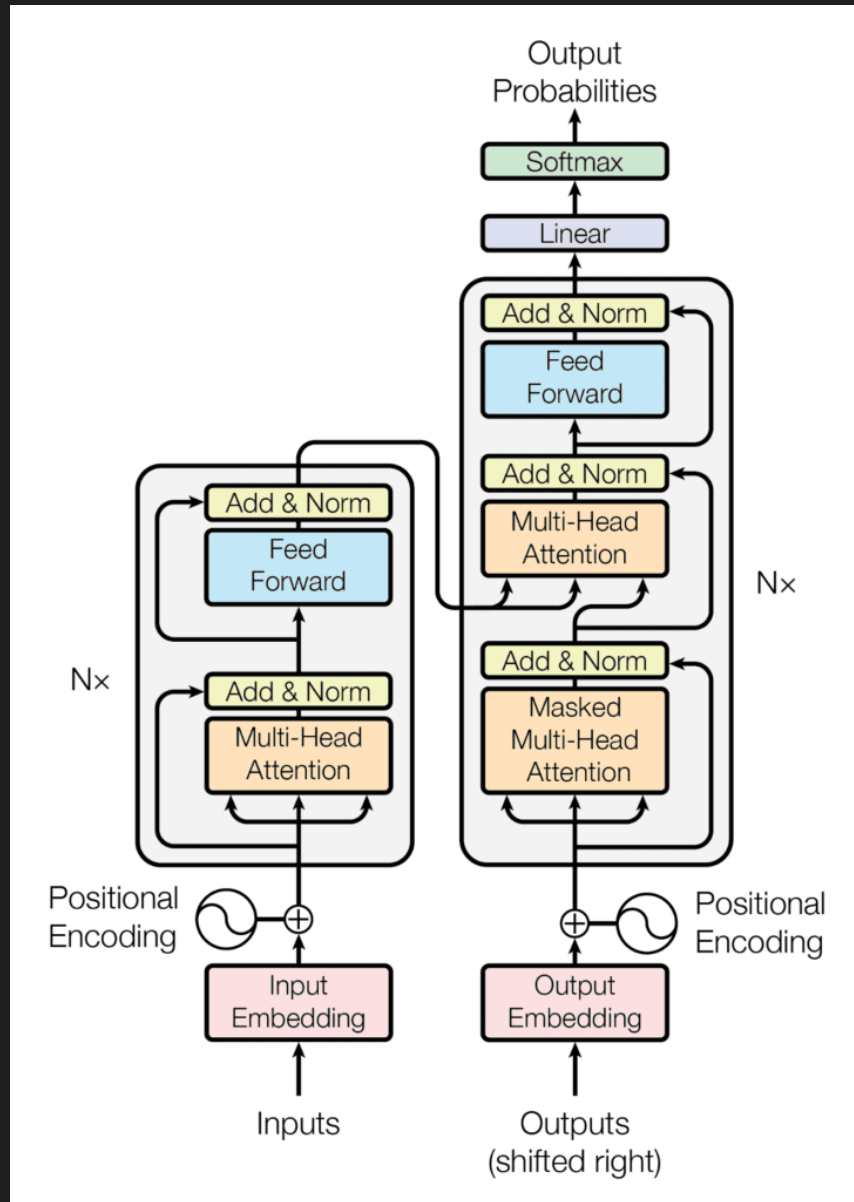 Output
Probabilities
Softmax
Linear
Add & Norm
Feed
Forward
Add & Norm
Multi-Head
Attention
Add & Norm
Masked
Multi-Head
Attention
Nx
Add & Norm
Feed
Forward
Add & Norm
Multi-Head
Attention
Nx
Positional
Encoding
Positional
Encoding
Input
Embedding
Output
Embedding
Inputs
Outputs
(shifted right)